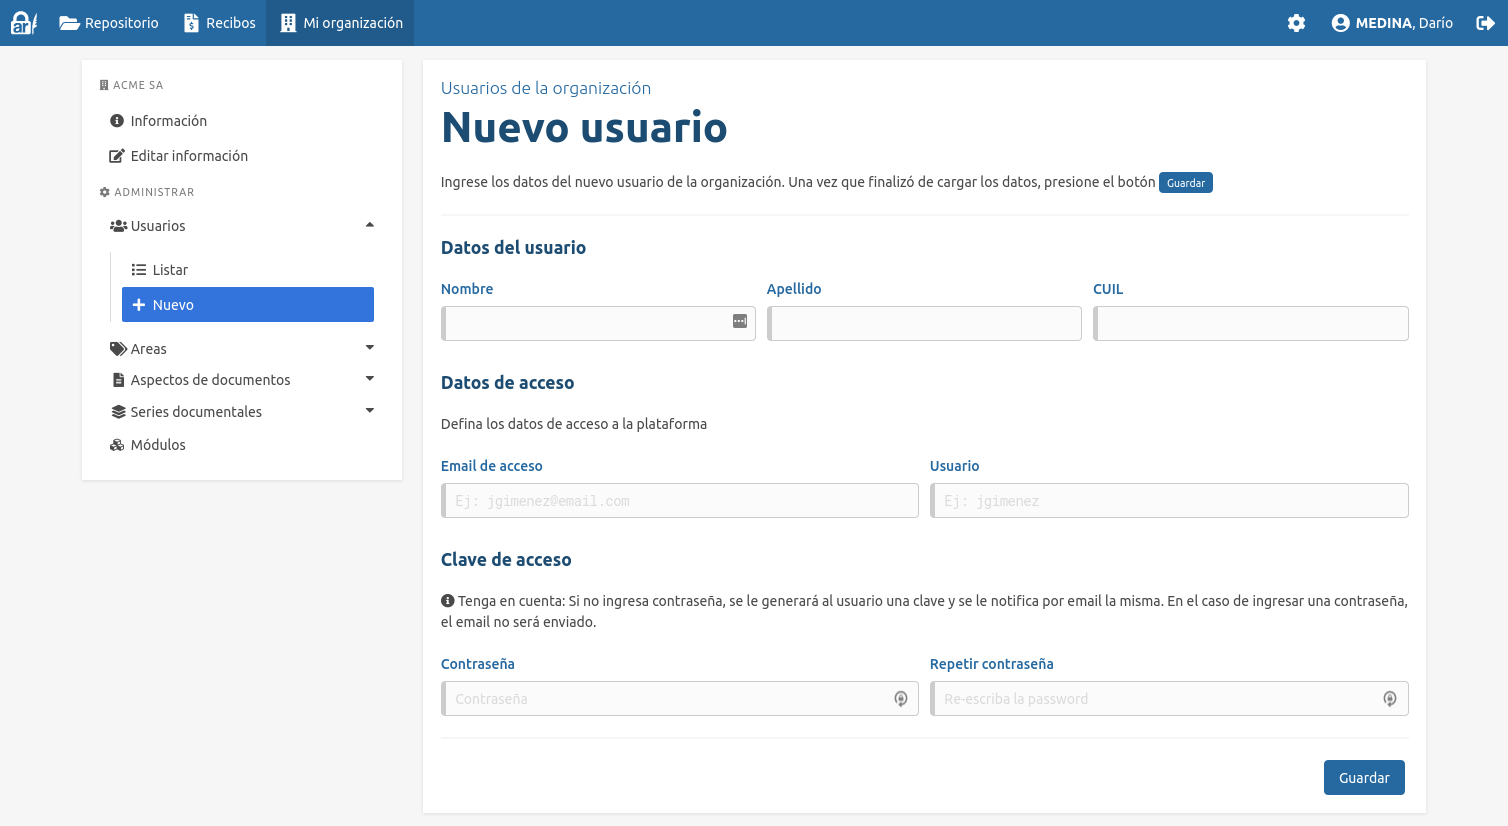 Repositorio
Recibos
Mi organización
MEDINA, Darío
ACME SA
Información
Editar información
ADMINISTRAR
Usuarios
Listar
Nuevo
Areas
Aspectos de documentos
Series documentales
Módulos
Usuarios de la organización
Nuevo usuario
Ingrese los datos del nuevo usuario de la organización. Una vez que finalizó de cargar los datos, presione el botón Guardar
Datos del usuario
Nombre Apellido CUIL
Datos de acceso
Defina los datos de acceso a la plataforma
Email de acceso Usuario
Ej: jgimenez@email.com Ej: jgimenez
Clave de acceso
Tenga en cuenta: Si no ingresa contraseña, se le generará al usuario una clave y se le notifica por email la misma. En el caso de ingresar una contraseña,
el email no será enviado.
Contraseña Repetir contraseña
Contraseña Re-escriba la password
Guardar